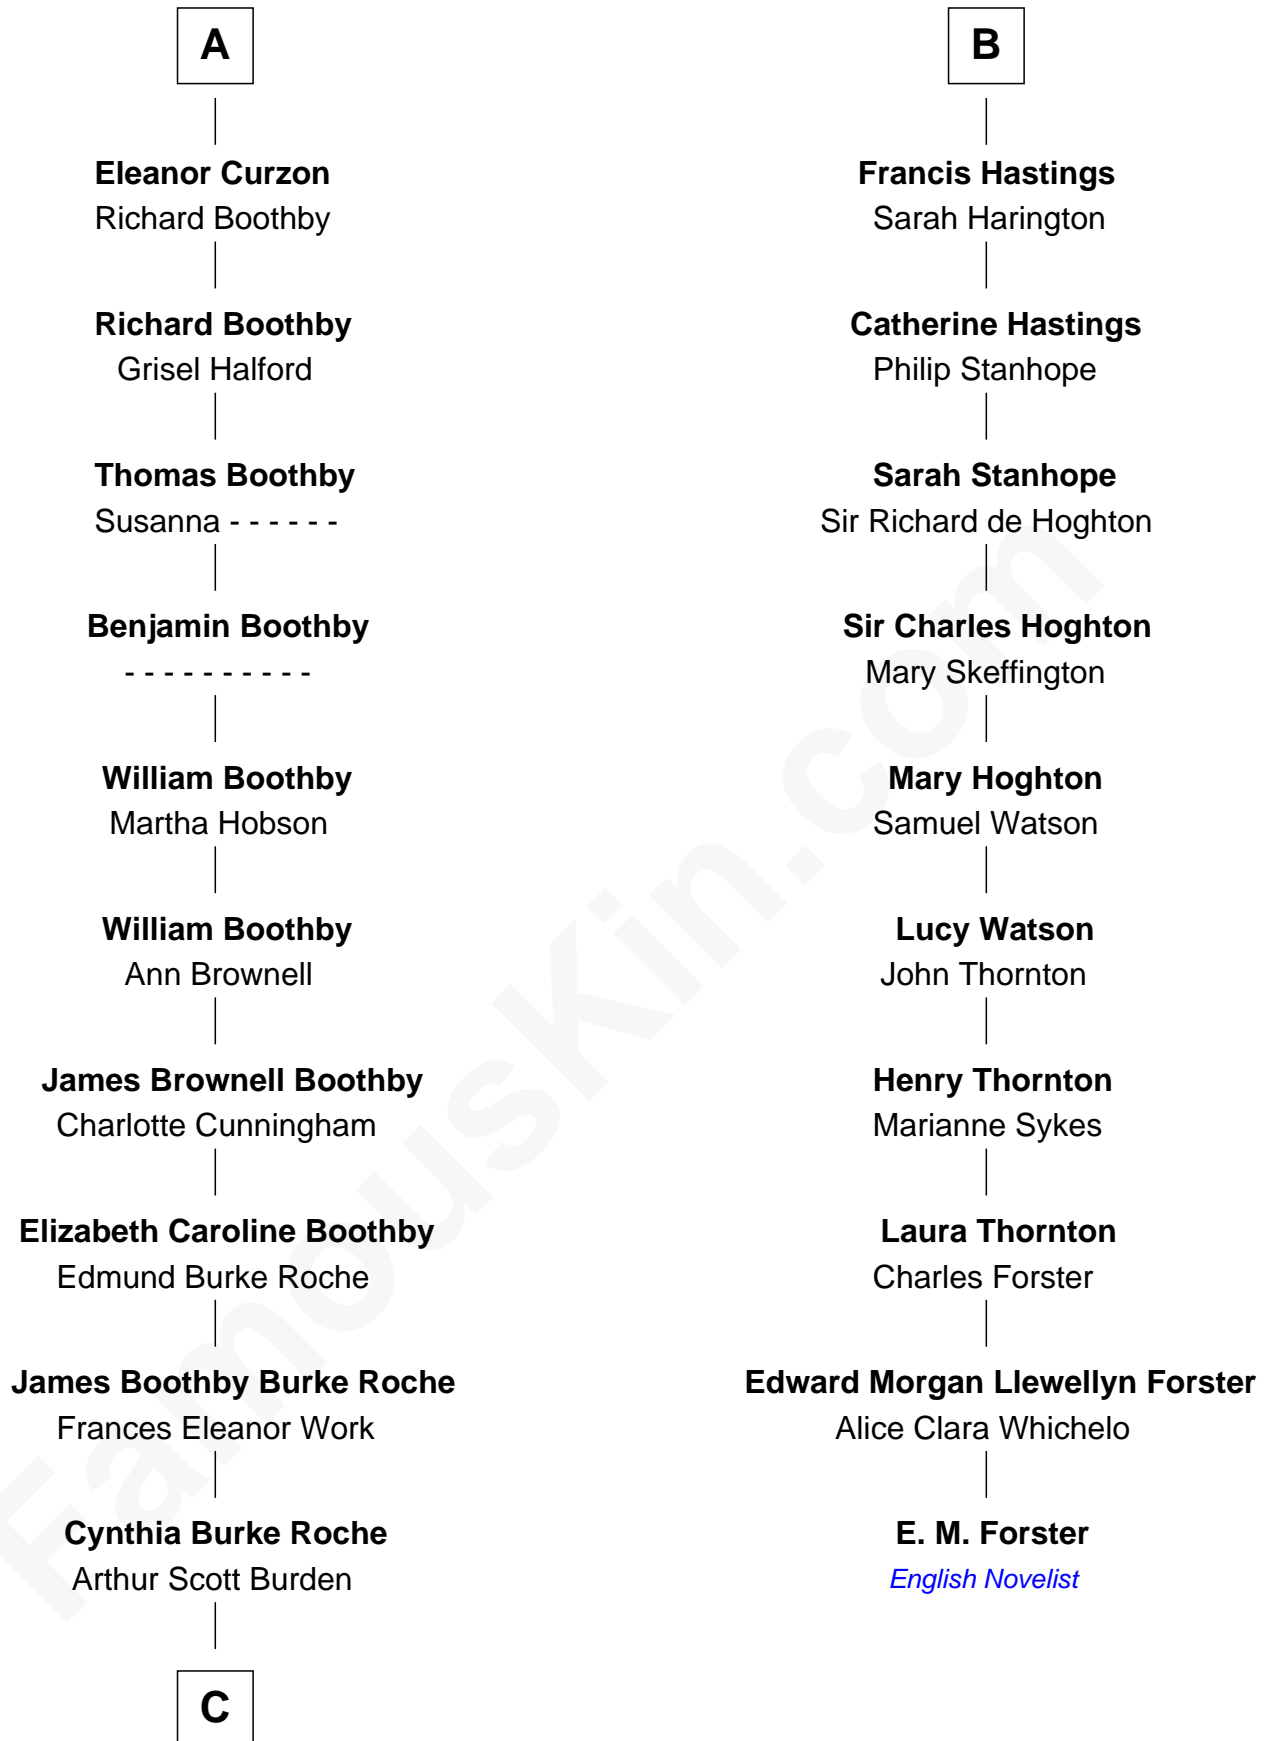 A
Eleanor Curzon
Richard Boothby
Richard Boothby
Grisel Halford
Thomas Boothby
Susanna - - - - - -
Benjamin Boothby
- - - - - - - - - -
William Boothby
Martha Hobson
William Boothby
Ann Brownell
James Brownell Boothby
Charlotte Cunningham
Elizabeth Caroline Boothby
Edmund Burke Roche
James Boothby Burke Roche
Frances Eleanor Work
Cynthia Burke Roche
Arthur Scott Burden
C
B
Francis Hastings
Sarah Harington
Catherine Hastings
Philip Stanhope
Sarah Stanhope
Sir Richard de Hoghton
Sir Charles Hoghton
Mary Skeffington
Mary Hoghton
Samuel Watson
Lucy Watson
John Thornton
Henry Thornton
Marianne Sykes
Laura Thornton
Charles Forster
Edward Morgan Llewellyn Forster
Alice Clara Whichelo
E. M. Forster
English Novelist
FamousKin.com